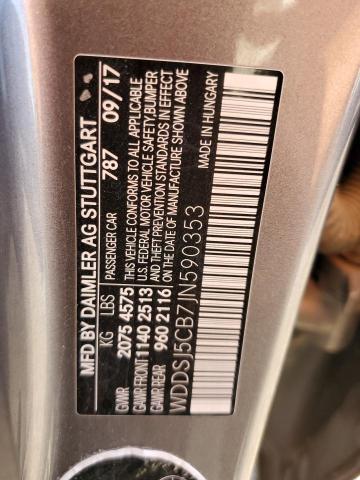 MFD BY DAIMLER AG STUTTGART
KG LBS PASSENGER CAR 787 09/17
GVWR 2075 4575 THIS VEHICLE CONFORMS TO ALL APPLICABLE
GAWR FRONT 1140 2513 U.S. FEDERAL MOTOR VEHICLE SAFETY, BUMPER
GAWR REAR 960 2116 AND THEFT PREVENTION STANDARDS IN EFFECT
ON THE DATE OF MANUFACTURE SHOWN ABOVE
WDDSJ5CB7JN590353 MADE IN HUNGARY